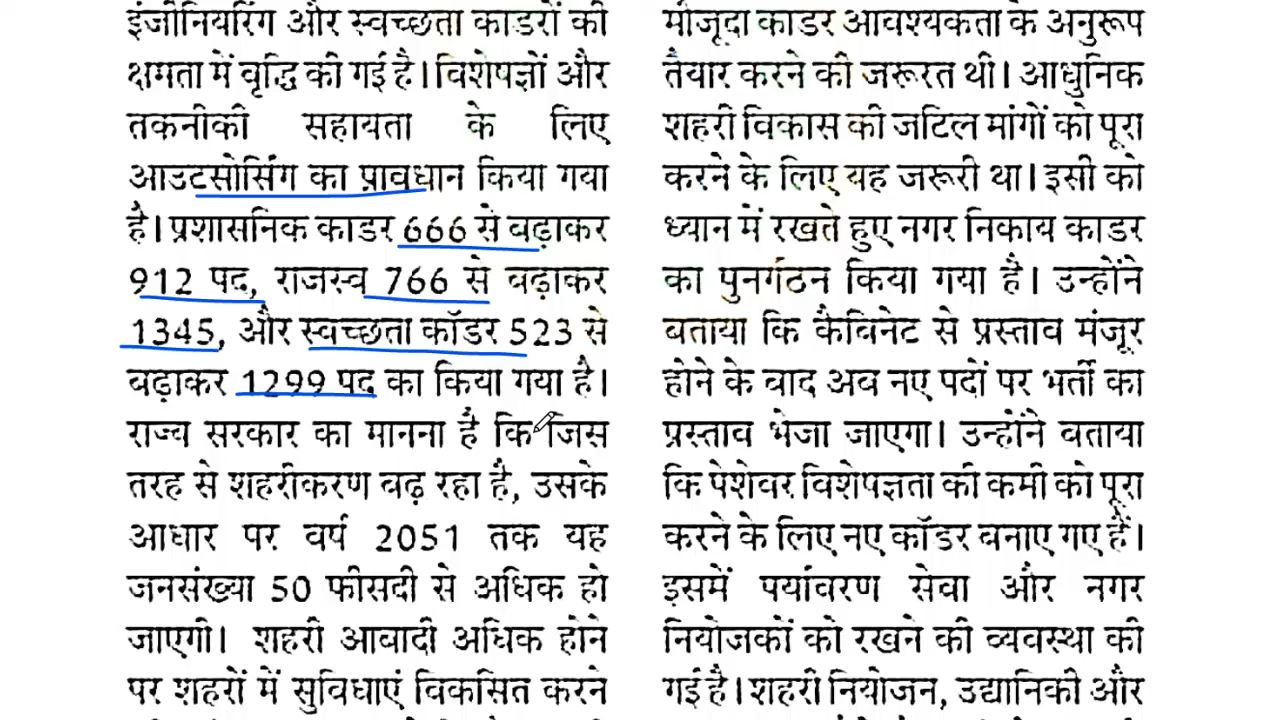 इंजीनियरिंग और स्वच्छता काडरों की
क्षमता में वृद्धि की गई है। विशेषज्ञों और
तकनीकी सहायता के लिए
आउटसोर्सिंग का प्रावधान किया गया
है। प्रशासनिक काडर 666 से बढ़ाकर
912 पद, राजस्व 766 से बढ़ाकर
1345, और स्वच्छता कॉडर 523 से
बढ़ाकर 1299 पद का किया गया है।
राज्य सरकार का मानना है कि जिस
तरह से शहरीकरण बढ़ रहा है, उसके
आधार पर वर्ष 2051 तक यह
जनसंख्या 50 फीसदी से अधिक हो
जाएगी। शहरी आबादी अधिक होने
पर शहरों में सुविधाएं विकसित करने
मौजूदा काडर आवश्यकता के अनुरूप
तैयार करने की जरूरत थी। आधुनिक
शहरी विकास की जटिल मांगों को पूरा
करने के लिए यह जरूरी था। इसी को
ध्यान में रखते हुए नगर निकाय काडर
का पुनर्गठन किया गया है। उन्होंने
बताया कि कैबिनेट से प्रस्ताव मंजूर
होने के बाद अब नए पदों पर भर्ती का
प्रस्ताव भेजा जाएगा। उन्होंने बताया
कि पेशेवर विशेषज्ञता की कमी को पूरा
करने के लिए नए कॉडर बनाए गए हैं।
इसमें पर्यावरण सेवा और नगर
नियोजकों को रखने की व्यवस्था की
गई है। शहरी नियोजन, उद्यानिकी और